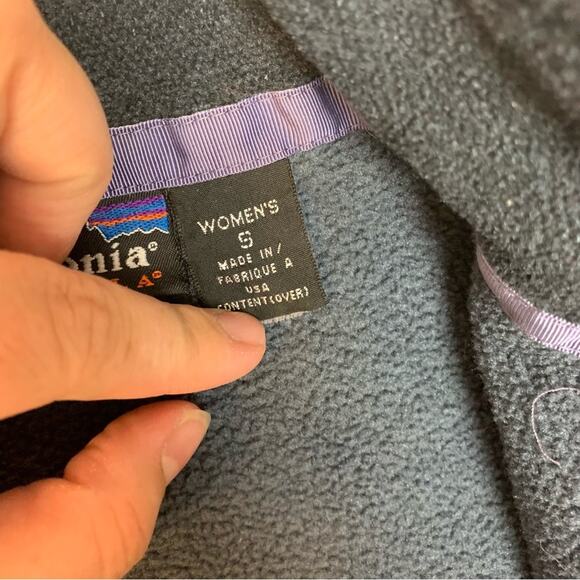 onia®
L A®
WOMEN'S
S
MADE IN/
FABRIQUE A
USA
CONTENT(OVER)